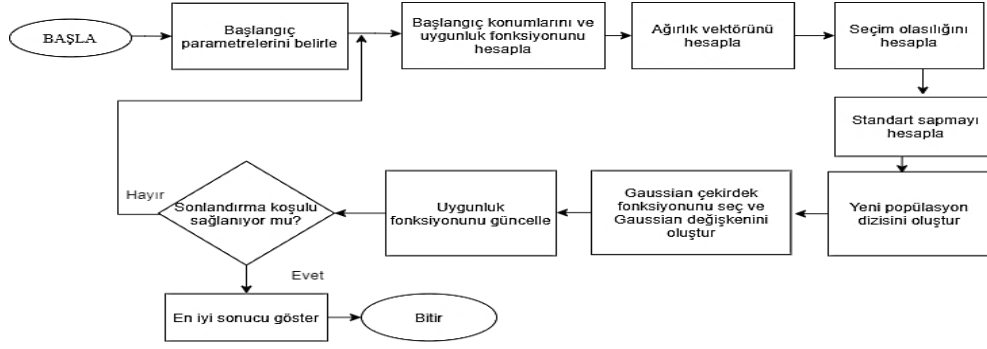 BAŞLA
Başlangıç
parametrelerini belirle
Başlangıç konumlarını ve
uygunluk fonksiyonunu
hesapla
Ağırlık vektörünü
hesapla
Seçim olasılığını
hesapla
Standart sapmayı
hesapla
Yeni popülasyon
dizisini oluştur
Gaussian çekirdek
fonksiyonunu seç ve
Gaussian değişkenini
oluştur
Uygunluk
fonksiyonunu güncelle
Sonlandırma koşulu
sağlanıyor mu?
Hayır
Evet
En iyi sonucu göster
Bitir